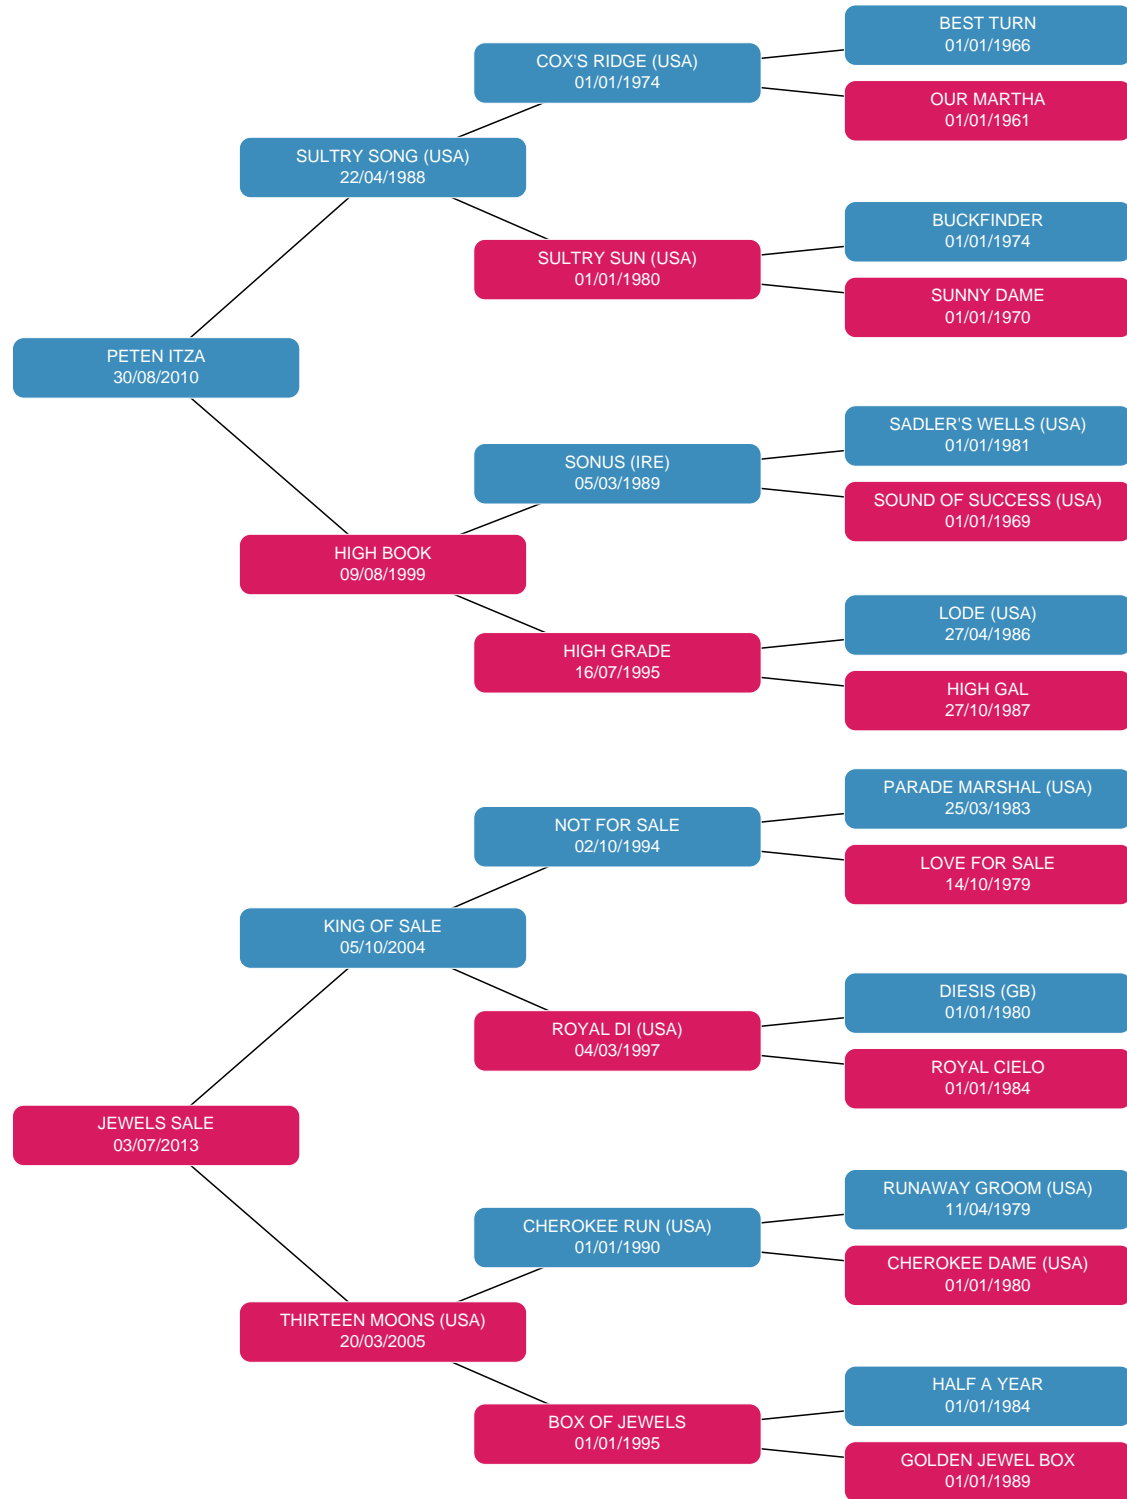 BEST TURN
01/01/1966
COX'S RIDGE (USA)
01/01/1974
OUR MARTHA
01/01/1961
SULTRY SONG (USA)
22/04/1988
BUCKFINDER
01/01/1974
SULTRY SUN (USA)
01/01/1980
SUNNY DAME
01/01/1970
PETEN ITZA
30/08/2010
SADLER'S WELLS (USA)
01/01/1981
SONUS (IRE)
05/03/1989
SOUND OF SUCCESS (USA)
01/01/1969
HIGH BOOK
09/08/1999
LODE (USA)
27/04/1986
HIGH GRADE
16/07/1995
HIGH GAL
27/10/1987
PARADE MARSHAL (USA)
25/03/1983
NOT FOR SALE
02/10/1994
LOVE FOR SALE
14/10/1979
KING OF SALE
05/10/2004
DIESIS (GB)
01/01/1980
ROYAL DI (USA)
04/03/1997
ROYAL CIELO
01/01/1984
JEWELS SALE
03/07/2013
RUNAWAY GROOM (USA)
11/04/1979
CHEROKEE RUN (USA)
01/01/1990
CHEROKEE DAME (USA)
01/01/1980
THIRTEEN MOONS (USA)
20/03/2005
HALF A YEAR
01/01/1984
BOX OF JEWELS
01/01/1995
GOLDEN JEWEL BOX
01/01/1989